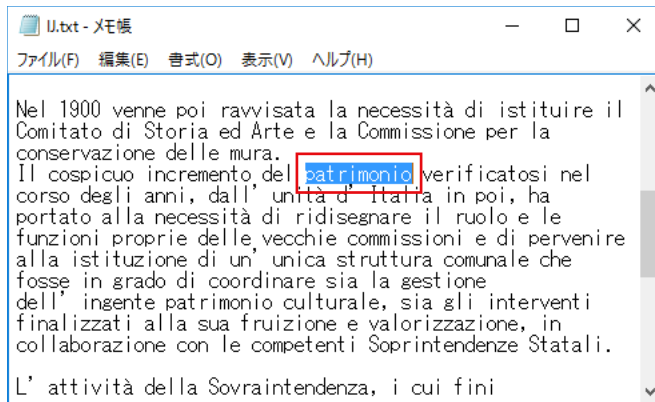 IJ.txt - メモ帳
ファイル(F) 編集(E) 書式(O) 表示(V) ヘルプ(H)
Nel 1900 venne poi ravvisata la necessità di istituire il
Comitato di Storia ed Arte e la Commissione per la
conservazione delle mura.
Il cospicuo incremento del patrimonio verificatosi nel
corso degli anni, dall’unità d’Italia in poi, ha
portato alla necessità di ridisegnare il ruolo e le
funzioni proprie delle vecchie commissioni e di pervenire
alla istituzione di un’unica struttura comunale che
fosse in grado di coordinare sia la gestione
dell’ingente patrimonio culturale, sia gli interventi
finalizzati alla sua fruizione e valorizzazione, in
collaborazione con le competenti Soprintendenze Statali.
L’attività della Sovraintendenza, i cui fini